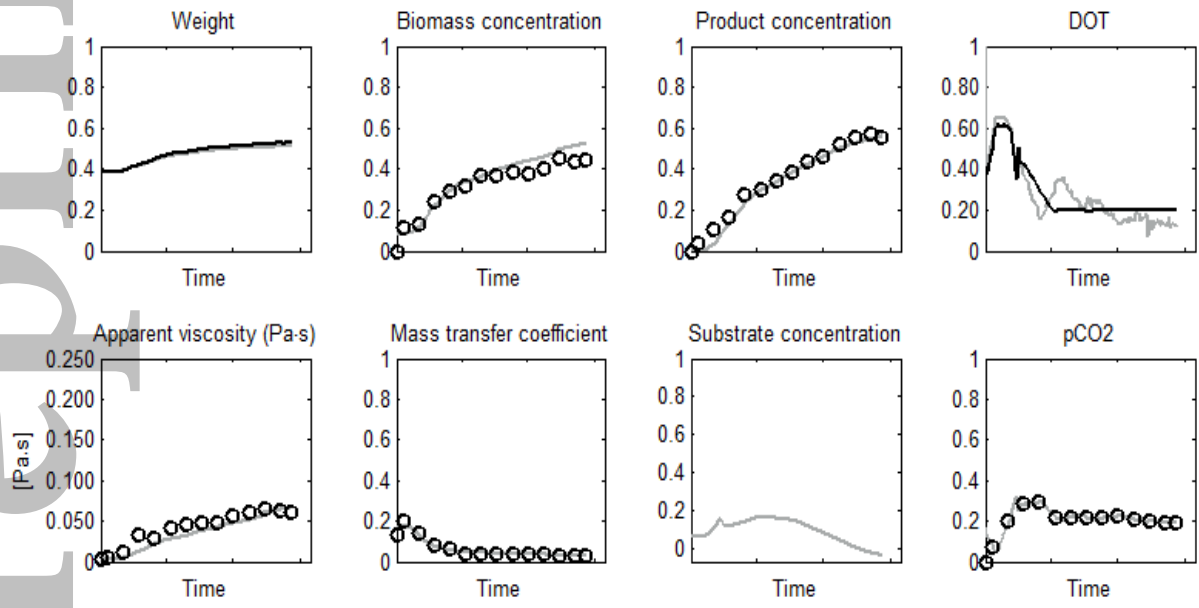 Weight
Biomass concentration
Product concentration
DOT
1
0.8
0.6
0.4
0.2
0
Time
1
0.8
0.6
0.4
0.2
0
Time
1
0.8
0.6
0.4
0.2
0
Time
1
0.80
0.60
0.40
0.20
0
Time
Apparent viscosity (Pa·s)
Mass transfer coefficient
Substrate concentration
pCO2
[Pa.s]
0.250
0.200
0.150
0.100
0.050
0
Time
1
0.8
0.6
0.4
0.2
0
Time
1
0.8
0.6
0.4
0.2
0
Time
1
0.8
0.6
0.4
0.2
0
Time